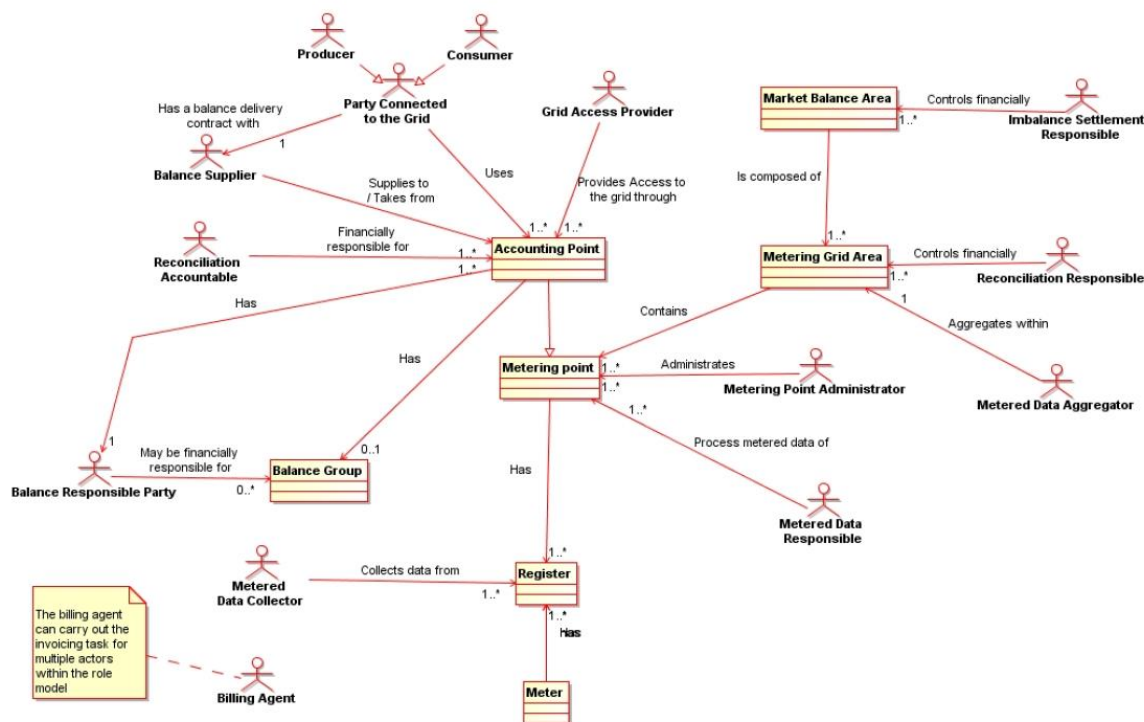 Producer
Consumer
Has a balance delivery
contract with
Party Connected
to the Grid
Grid Access Provider
Market Balance Area
Controls financially
1..*
Imbalance Settlement
Responsible
1
Balance Supplier
Supplies to
/ Takes from
Uses
Provides Access to
the grid through
Is composed of
Financially
responsible for
1..*
1..*
1..*
Reconciliation
Accountable
1..*
1..*
Accounting Point
Metering Grid Area
Controls financially
1..*
Reconciliation Responsible
1
Has
Contains
Aggregates within
Has
Metering point
1..*
1..*
Administrates
Metering Point Administrator
Metered Data Aggregator
1..*
1
May be financially
responsible for
0..1
Process metered data of
Balance Responsible Party
0..*
Balance Group
Has
Metered Data
Responsible
1..*
Metered
Data Collector
Collects data from
1..*
Register
1..*
Has
The billing agent
can carry out the
invoicing task for
multiple actors
within the role
model
Billing Agent
Meter